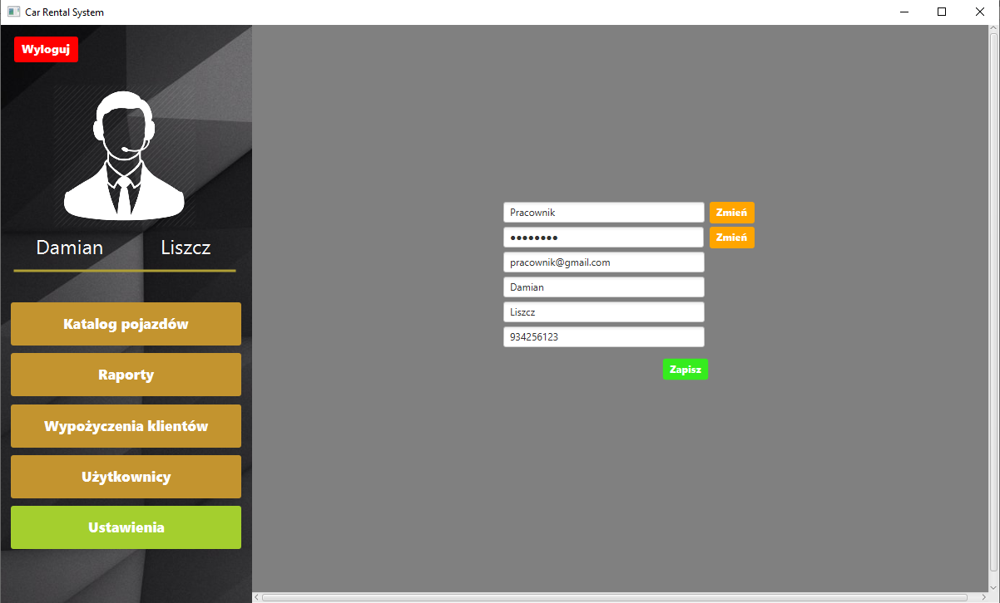 Car Rental System
Wyloguj
Damian Liszcz
Katalog pojazdów
Raporty
Wypożyczenia klientów
Użytkownicy
Ustawienia
Pracownik Zmień
●●●●●●●● Zmień
pracownik@gmail.com
Damian
Liszcz
934256123
Zapisz